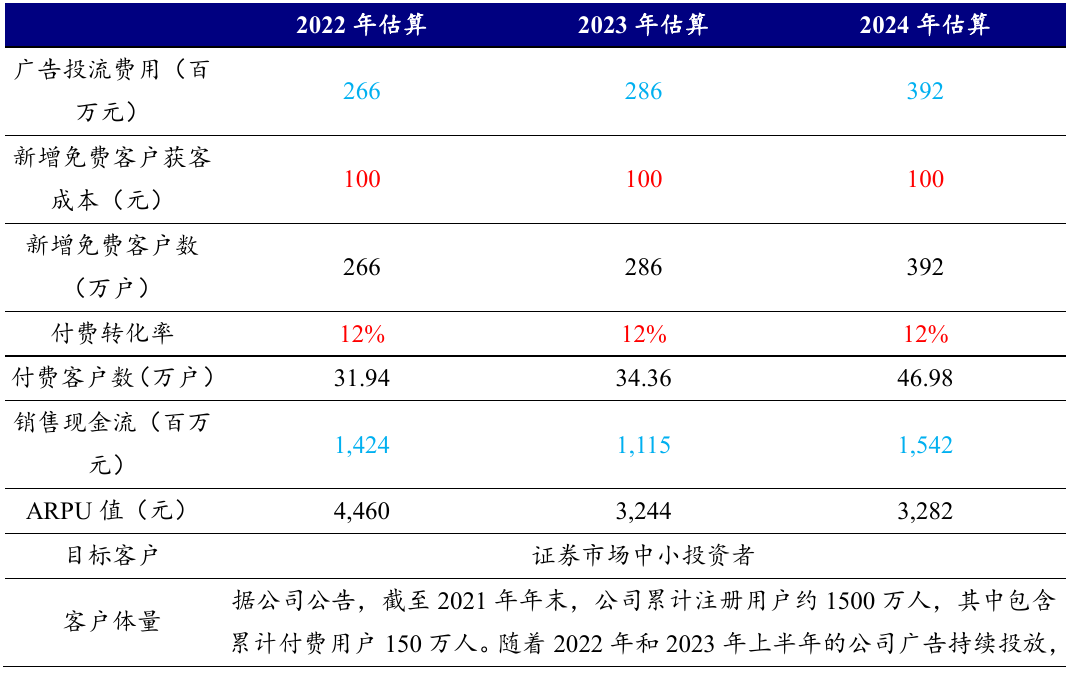 2022 年估算 2023 年估算 2024 年估算
广告投流费用（百
万元）
266 286 392
新增免费客户获客
成本（元）
100 100 100
新增免费客户数
（万户）
266 286 392
付费转化率 12% 12% 12%
付费客户数（万户） 31.94 34.36 46.98
销售现金流（百万
元）
1,424 1,115 1,542
ARPU 值（元） 4,460 3,244 3,282
目标客户 证券市场中小投资者
客户体量
据公司公告，截至 2021 年年末，公司累计注册用户约 1500 万人，其中包含
累计付费用户 150 万人。随着 2022 年和 2023 年上半年的公司广告持续投放，